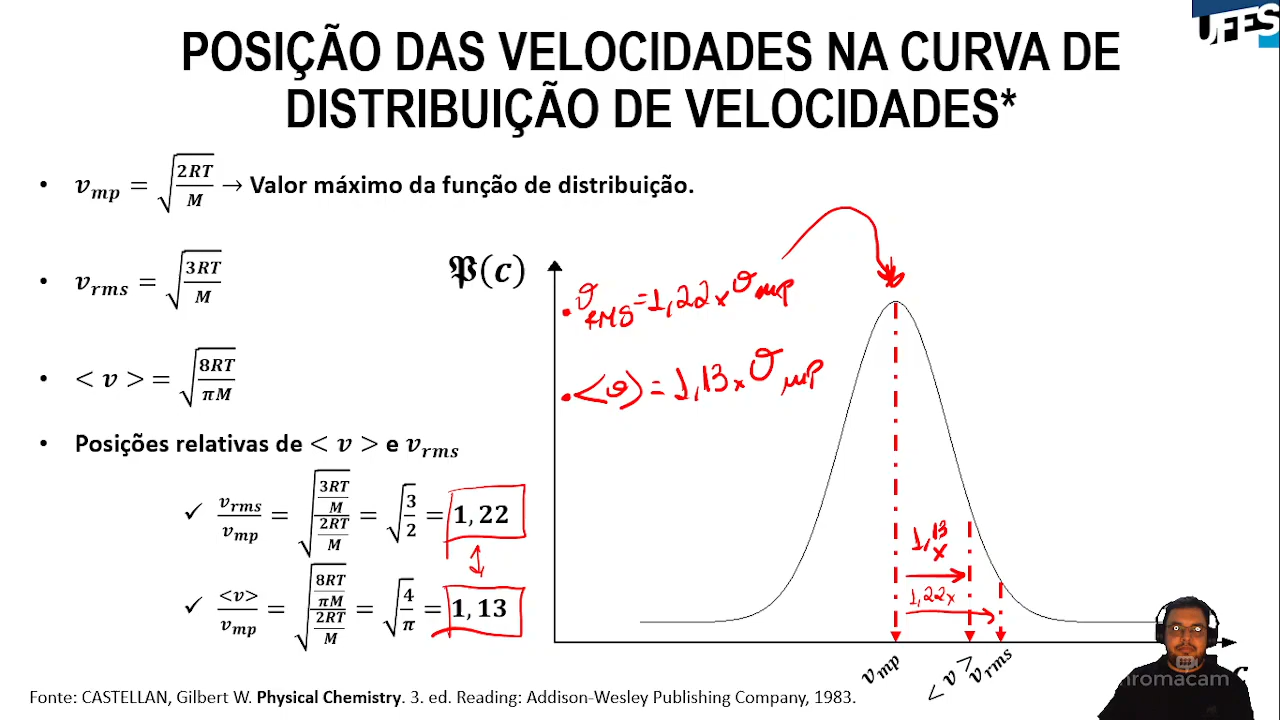 UFES
POSIÇÃO DAS VELOCIDADES NA CURVA DE
DISTRIBUIÇÃO DE VELOCIDADES*
• v_mp = √(2RT/M) → Valor máximo da função de distribuição.
• v_rms = √(3RT/M)
• < v > = √(8RT/πM)
• Posições relativas de < v > e v_rms
✓ v_rms/v_mp = √((3RT/M)/(2RT/M)) = √(3/2) = 1,22
✓ <v>/v_mp = √((8RT/πM)/(2RT/M)) = √(4/π) = 1,13
𝔓(c)
• v_RMS = 1,22 x v_mp
• <v> = 1,13 x v_mp
1,13
x
1,22x
v_mp
< v >
v_rms
c
hromacam
Fonte: CASTELLAN, Gilbert W. Physical Chemistry. 3. ed. Reading: Addison-Wesley Publishing Company, 1983.